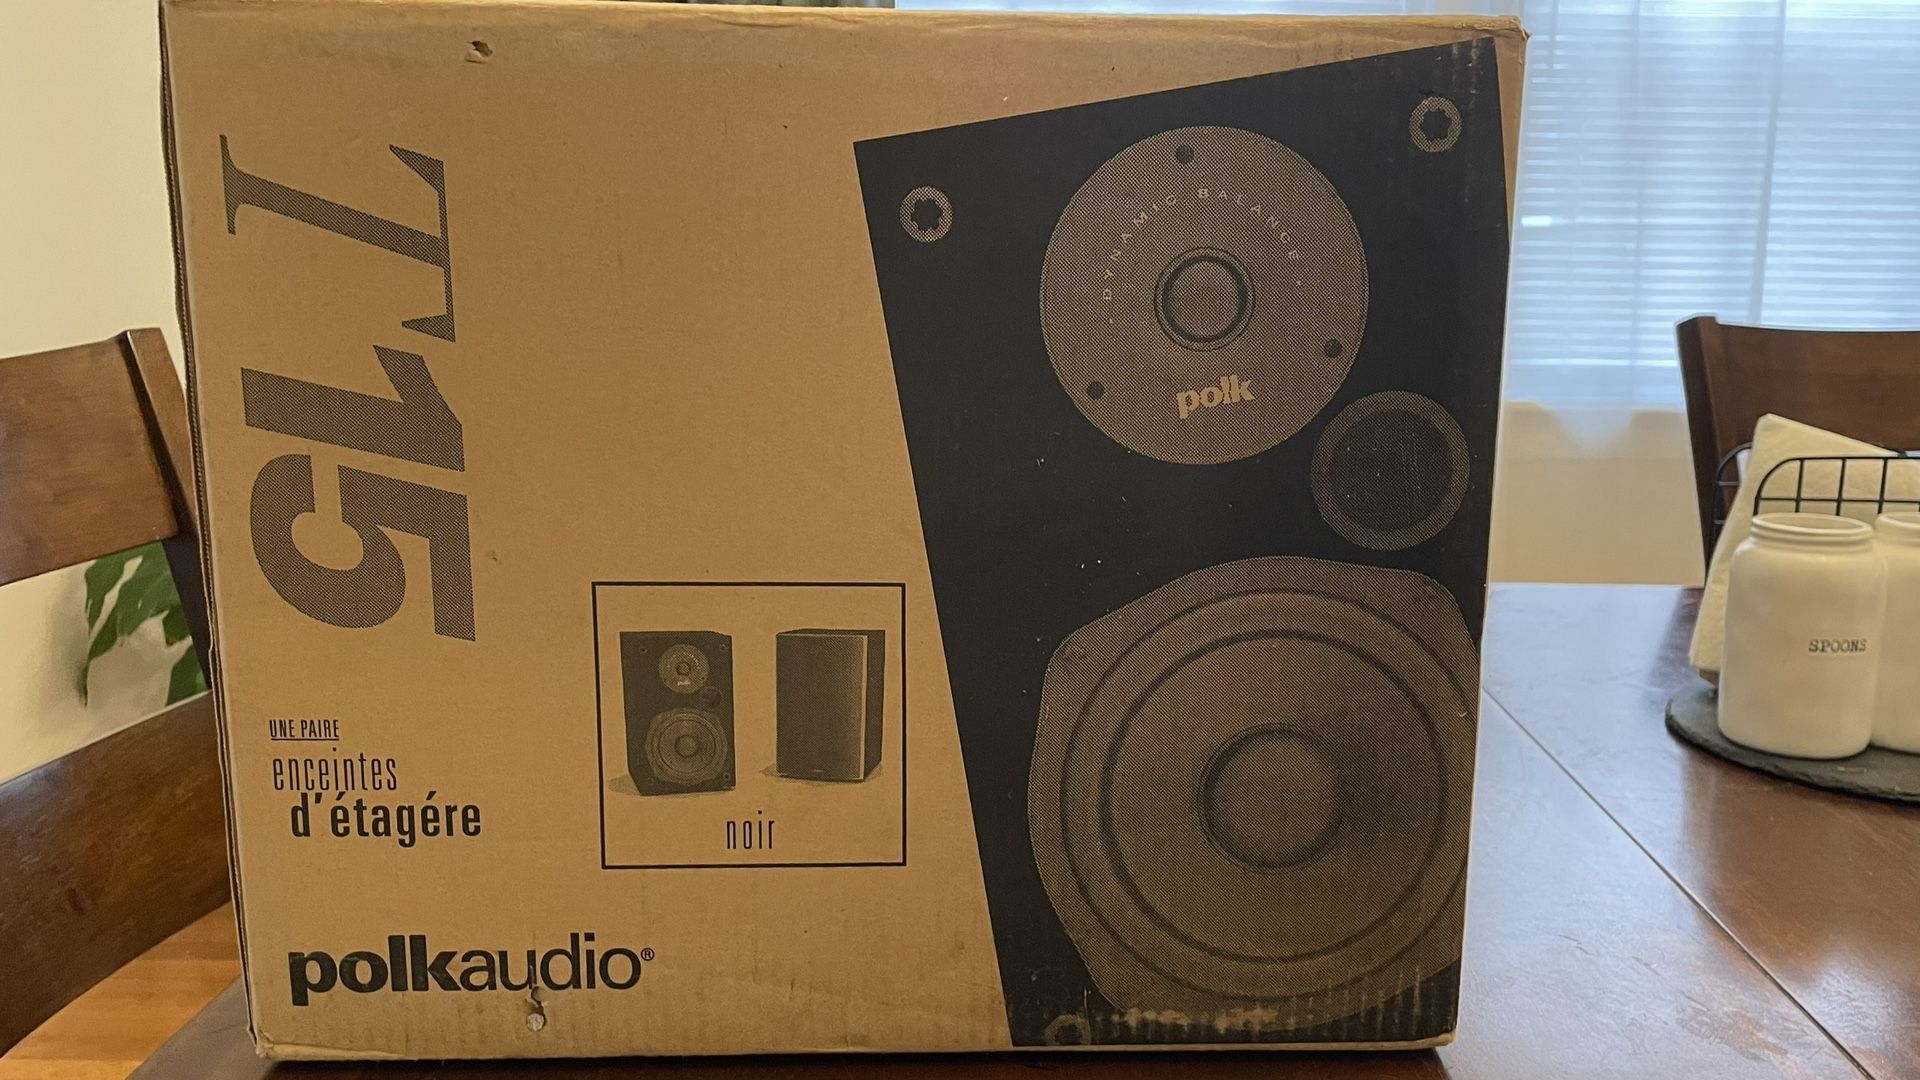 T15
UNE PAIRE
enceintes
d'étagére
noir
polkaudio®
DYNAMIC BALANCE
polk
SPOONS